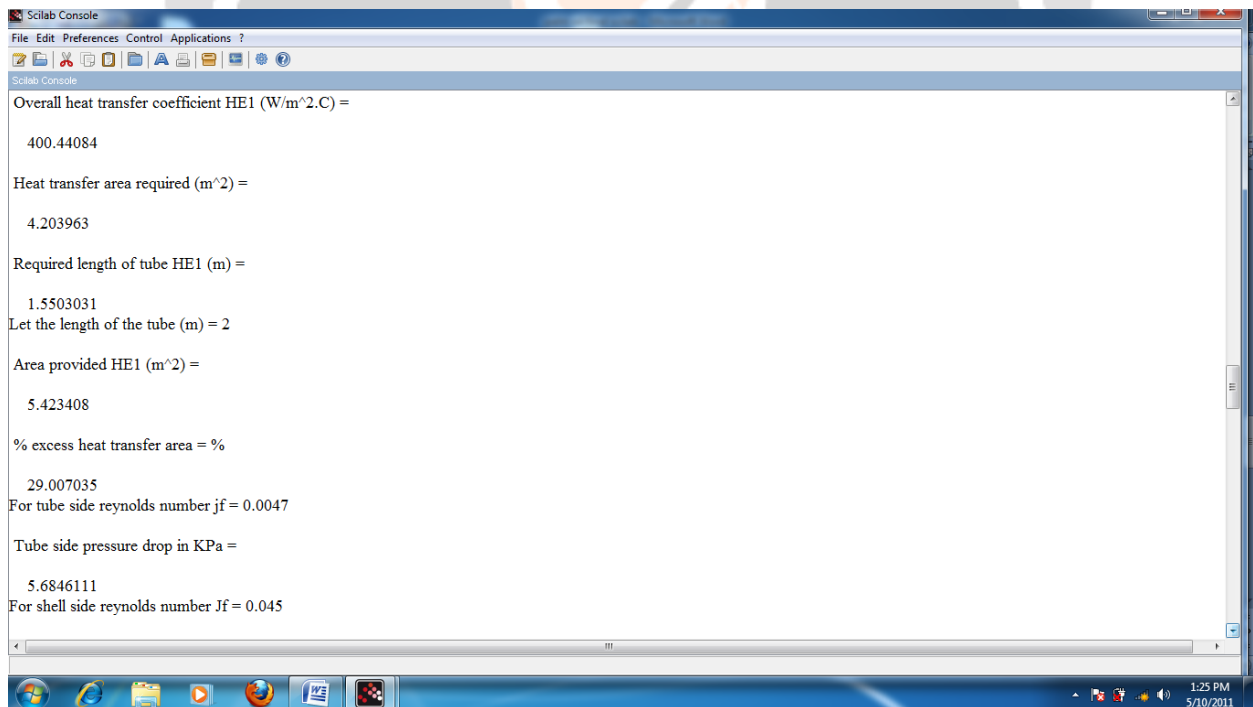 Scilab Console
File Edit Preferences Control Applications ?
Scilab Console
Overall heat transfer coefficient HE1 (W/m^2.C) =
400.44084
Heat transfer area required (m^2) =
4.203963
Required length of tube HE1 (m) =
1.5503031
Let the length of the tube (m) = 2
Area provided HE1 (m^2) =
5.423408
% excess heat transfer area = %
29.007035
For tube side reynolds number jf = 0.0047
Tube side pressure drop in KPa =
5.6846111
For shell side reynolds number Jf = 0.045
1:25 PM
5/10/2011